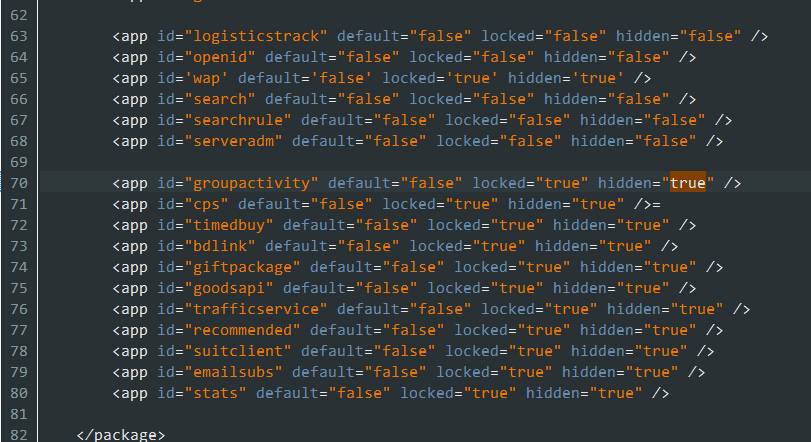 62
63 <app id="logisticstrack" default="false" locked="false" hidden="false" />
64 <app id="openid" default="false" locked="false" hidden="false" />
65 <app id='wap' default='false' locked='true' hidden='true' />
66 <app id="search" default="false" locked="false" hidden="false" />
67 <app id="searchrule" default="false" locked="false" hidden="false" />
68 <app id="serveradm" default="false" locked="false" hidden="false" />
69
70 <app id="groupactivity" default="false" locked="true" hidden="true" />
71 <app id="cps" default="false" locked="true" hidden="true" />=
72 <app id="timedbuy" default="false" locked="true" hidden="true" />
73 <app id="bdlink" default="false" locked="true" hidden="true" />
74 <app id="giftpackage" default="false" locked="true" hidden="true" />
75 <app id="goodsapi" default="false" locked="true" hidden="true" />
76 <app id="trafficservice" default="false" locked="true" hidden="true" />
77 <app id="recommended" default="false" locked="true" hidden="true" />
78 <app id="suitclient" default="false" locked="true" hidden="true" />
79 <app id="emailsubs" default="false" locked="true" hidden="true" />
80 <app id="stats" default="false" locked="true" hidden="true" />
81
82 </package>